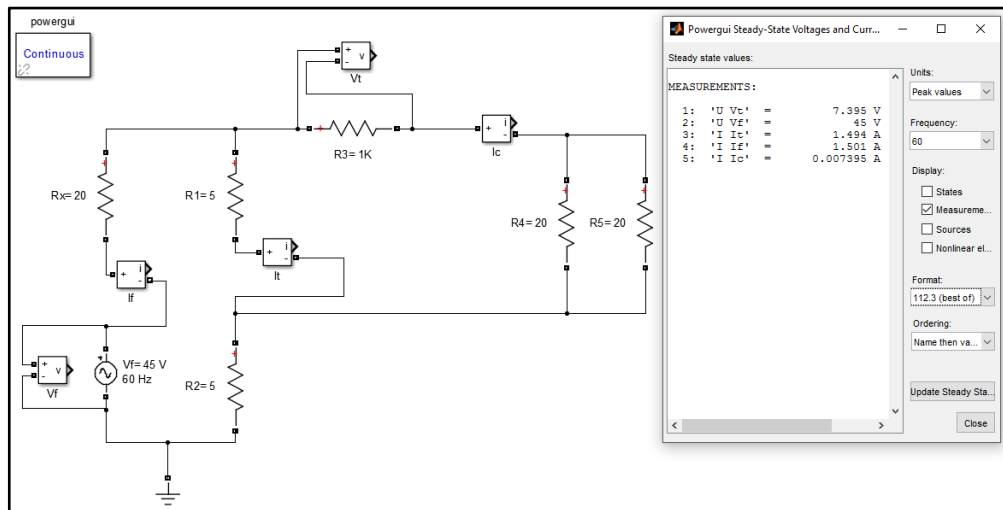 powergui
Continuous
+
-
v
Vt
R3= 1K
+
i
-
Ic
Rx= 20
R1= 5
R4= 20
R5= 20
+
i
-
It
+
i
-
If
+
-
v
Vf
Vf= 45 V
60 Hz
R2= 5
Powergui Steady-State Voltages and Curr...
Steady state values:
MEASUREMENTS:
1: 'U Vt' = 7.395 V
2: 'U Vf' = 45 V
3: 'I It' = 1.494 A
4: 'I If' = 1.501 A
5: 'I Ic' = 0.007395 A
Units:
Peak values
Frequency:
60
Display:
States
Measureme...
Sources
Nonlinear el...
Format:
112.3 (best of)
Ordering:
Name then va...
Update Steady Sta...
Close